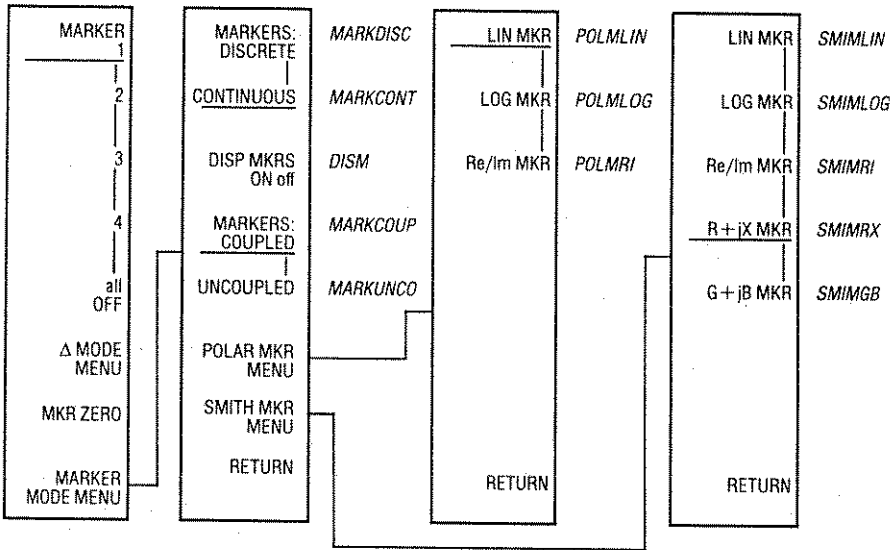 MARKER
1
2
3
4
all
OFF
Δ MODE
MENU
MKR ZERO
MARKER
MODE MENU
MARKERS:
DISCRETE
MARKDISC
CONTINUOUS
MARKCONT
DISP MKRS
ON off
DISM
MARKERS:
COUPLED
MARKCOUP
UNCOUPLED
MARKUNCO
POLAR MKR
MENU
SMITH MKR
MENU
RETURN
LIN MKR
POLMLIN
LOG MKR
POLMLOG
Re/Im MKR
POLMRI
RETURN
LIN MKR
SMIMLIN
LOG MKR
SMIMLOG
Re/Im MKR
SMIMRI
R+jX MKR
SMIMRX
G+jB MKR
SMIMGB
RETURN